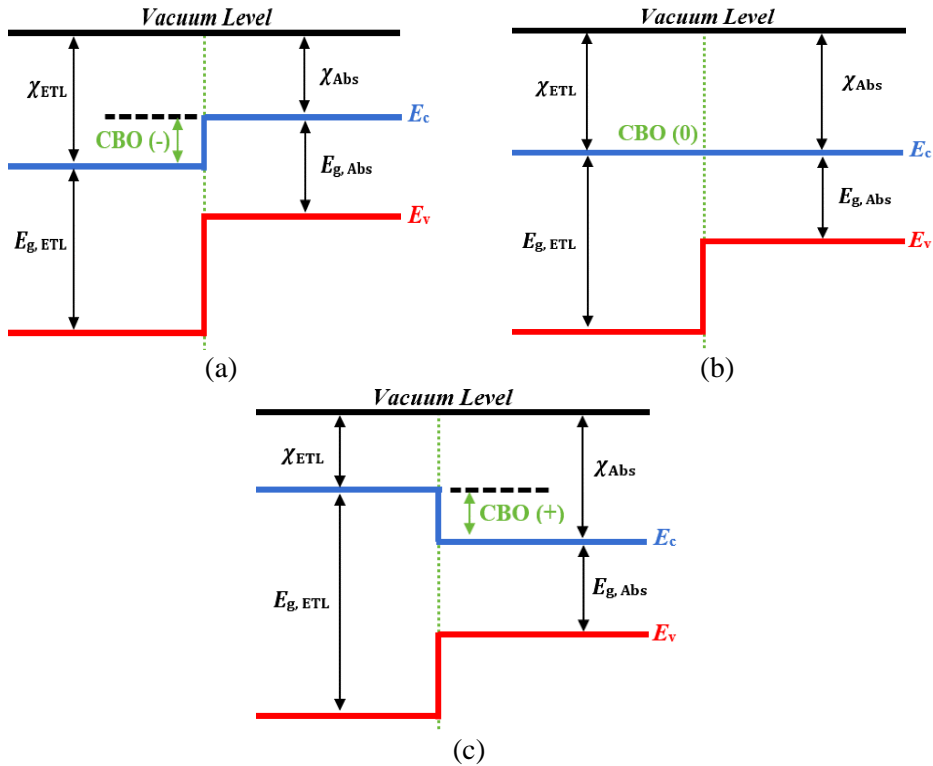 Vacuum Level
χETL
χAbs
CBO (-)
Ec
Eg, Abs
Ev
Eg, ETL
(a)
Vacuum Level
χETL
χAbs
CBO (0)
Ec
Eg, Abs
Eg, ETL
Ev
(b)
Vacuum Level
χETL
χAbs
CBO (+)
Ec
Eg, ETL
Eg, Abs
Ev
(c)